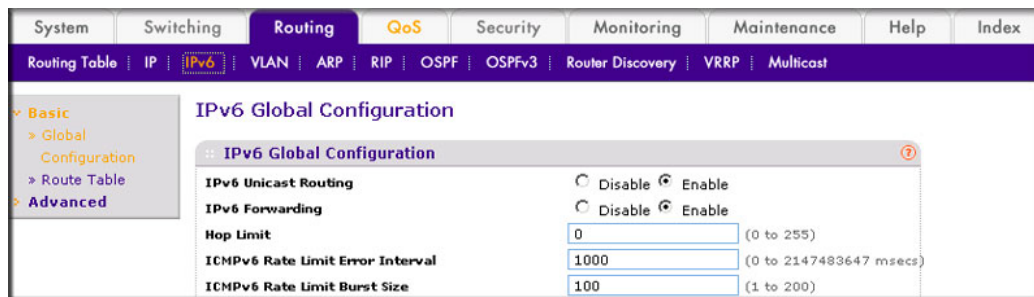 System Switching Routing QoS Security Monitoring Maintenance Help Index
Routing Table IP IPv6 VLAN ARP RIP OSPF OSPFv3 Router Discovery VRRP Multicast
Basic
» Global
Configuration
» Route Table
Advanced
IPv6 Global Configuration
IPv6 Global Configuration ?
IPv6 Unicast Routing Disable Enable
IPv6 Forwarding Disable Enable
Hop Limit 0 (0 to 255)
ICMPv6 Rate Limit Error Interval 1000 (0 to 2147483647 msecs)
ICMPv6 Rate Limit Burst Size 100 (1 to 200)